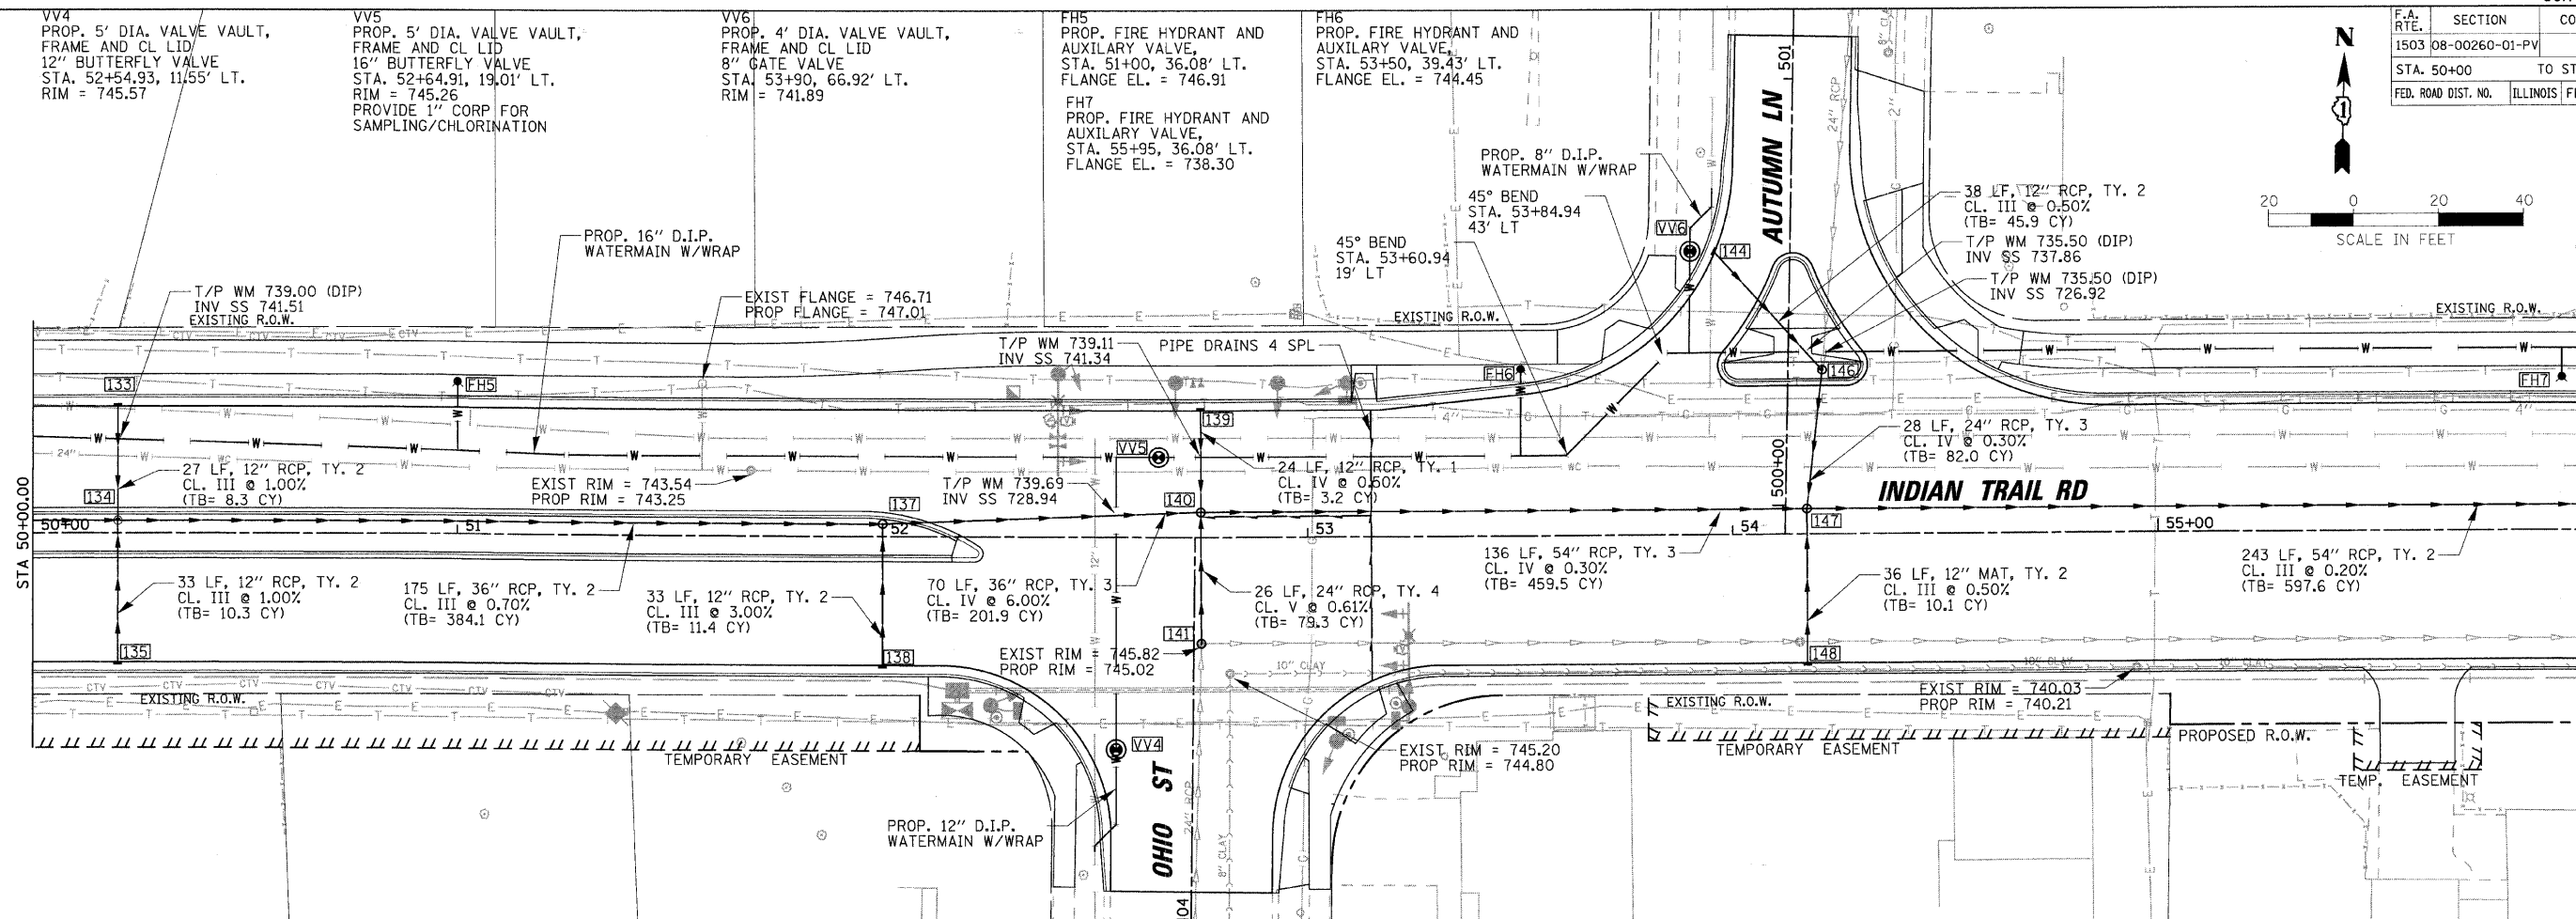 VV4
PROP. 5' DIA. VALVE VAULT,
FRAME AND CL LID
12" BUTTERFLY VALVE
STA. 52+54.93, 11.55' LT.
RIM = 745.57
VV5
PROP. 5' DIA. VALVE VAULT,
FRAME AND CL LID
16" BUTTERFLY VALVE
STA. 52+64.91, 19.01' LT.
RIM = 745.26
PROVIDE 1" CORP FOR
SAMPLING/CHLORINATION
VV6
PROP. 4' DIA. VALVE VAULT,
FRAME AND CL LID
8" GATE VALVE
STA. 53+90, 66.92' LT.
RIM = 741.89
FH5
PROP. FIRE HYDRANT AND
AUXILARY VALVE,
STA. 51+00, 36.08' LT.
FLANGE EL. = 746.91
FH7
PROP. FIRE HYDRANT AND
AUXILARY VALVE,
STA. 55+95, 36.08' LT.
FLANGE EL. = 738.30
FH6
PROP. FIRE HYDRANT AND
AUXILARY VALVE,
STA. 53+50, 39.43' LT.
FLANGE EL. = 744.45
F.A. RTE. SECTION CO
1503 08-00260-01-PV
STA. 50+00 TO ST
FED. ROAD DIST. NO. ILLINOIS F
N
1
20 0 20 40
SCALE IN FEET
501
AUTUMN LN
24" RCP
2"
8" CLA
PROP. 8" D.I.P.
WATERMAIN W/WRAP
45° BEND
STA. 53+84.94
43' LT
45° BEND
STA. 53+60.94
19' LT
VV6
144
38 LF, 12" RCP, TY. 2
CL. III @ 0.50%
(TB= 45.9 CY)
T/P WM 735.50 (DIP)
INV SS 737.86
T/P WM 735.50 (DIP)
INV SS 726.92
PROP. 16" D.I.P.
WATERMAIN W/WRAP
T/P WM 739.00 (DIP)
INV SS 741.51
EXISTING R.O.W.
EXIST FLANGE = 746.71
PROP FLANGE = 747.01
T/P WM 739.11
INV SS 741.34
PIPE DRAINS 4 SPL
EXISTING R.O.W.
EXISTING R.O.W.
133
FH5
FH6
146
FH7
139
4"
4"
24"
WC
WC
VV5
27 LF, 12" RCP, TY. 2
CL. III @ 1.00%
(TB= 8.3 CY)
134
EXIST RIM = 743.54
PROP RIM = 743.25
137
T/P WM 739.69
INV SS 728.94
140
24 LF, 12" RCP, TY. 1
CL. IV @ 0.50%
(TB= 3.2 CY)
28 LF, 24" RCP, TY. 3
CL. IV @ 0.30%
(TB= 82.0 CY)
500+00
INDIAN TRAIL RD
147
STA 50+00.00
50+00
51
52
53
54
55+00
33 LF, 12" RCP, TY. 2
CL. III @ 1.00%
(TB= 10.3 CY)
175 LF, 36" RCP, TY. 2
CL. III @ 0.70%
(TB= 384.1 CY)
33 LF, 12" RCP, TY. 2
CL. III @ 3.00%
(TB= 11.4 CY)
70 LF, 36" RCP, TY. 3
CL. IV @ 6.00%
(TB= 201.9 CY)
12"
26 LF, 24" RCP, TY. 4
CL. V @ 0.61%
(TB= 79.3 CY)
136 LF, 54" RCP, TY. 3
CL. IV @ 0.30%
(TB= 459.5 CY)
36 LF, 12" MAT, TY. 2
CL. III @ 0.50%
(TB= 10.1 CY)
243 LF, 54" RCP, TY. 2
CL. III @ 0.20%
(TB= 597.6 CY)
135
138
141
EXIST RIM = 745.82
PROP RIM = 745.02
10" CLAY
148
10" CLAY
10" CLAY
EXISTING R.O.W.
EXISTING R.O.W.
EXIST RIM = 740.03
PROP RIM = 740.21
TEMPORARY EASEMENT
VV4
EXIST RIM = 745.20
PROP RIM = 744.80
TEMPORARY EASEMENT
PROPOSED R.O.W.
TEMP. EASEMENT
PROP. 12" D.I.P.
WATERMAIN W/WRAP
OHIO ST
24" RCP
8" CLAY